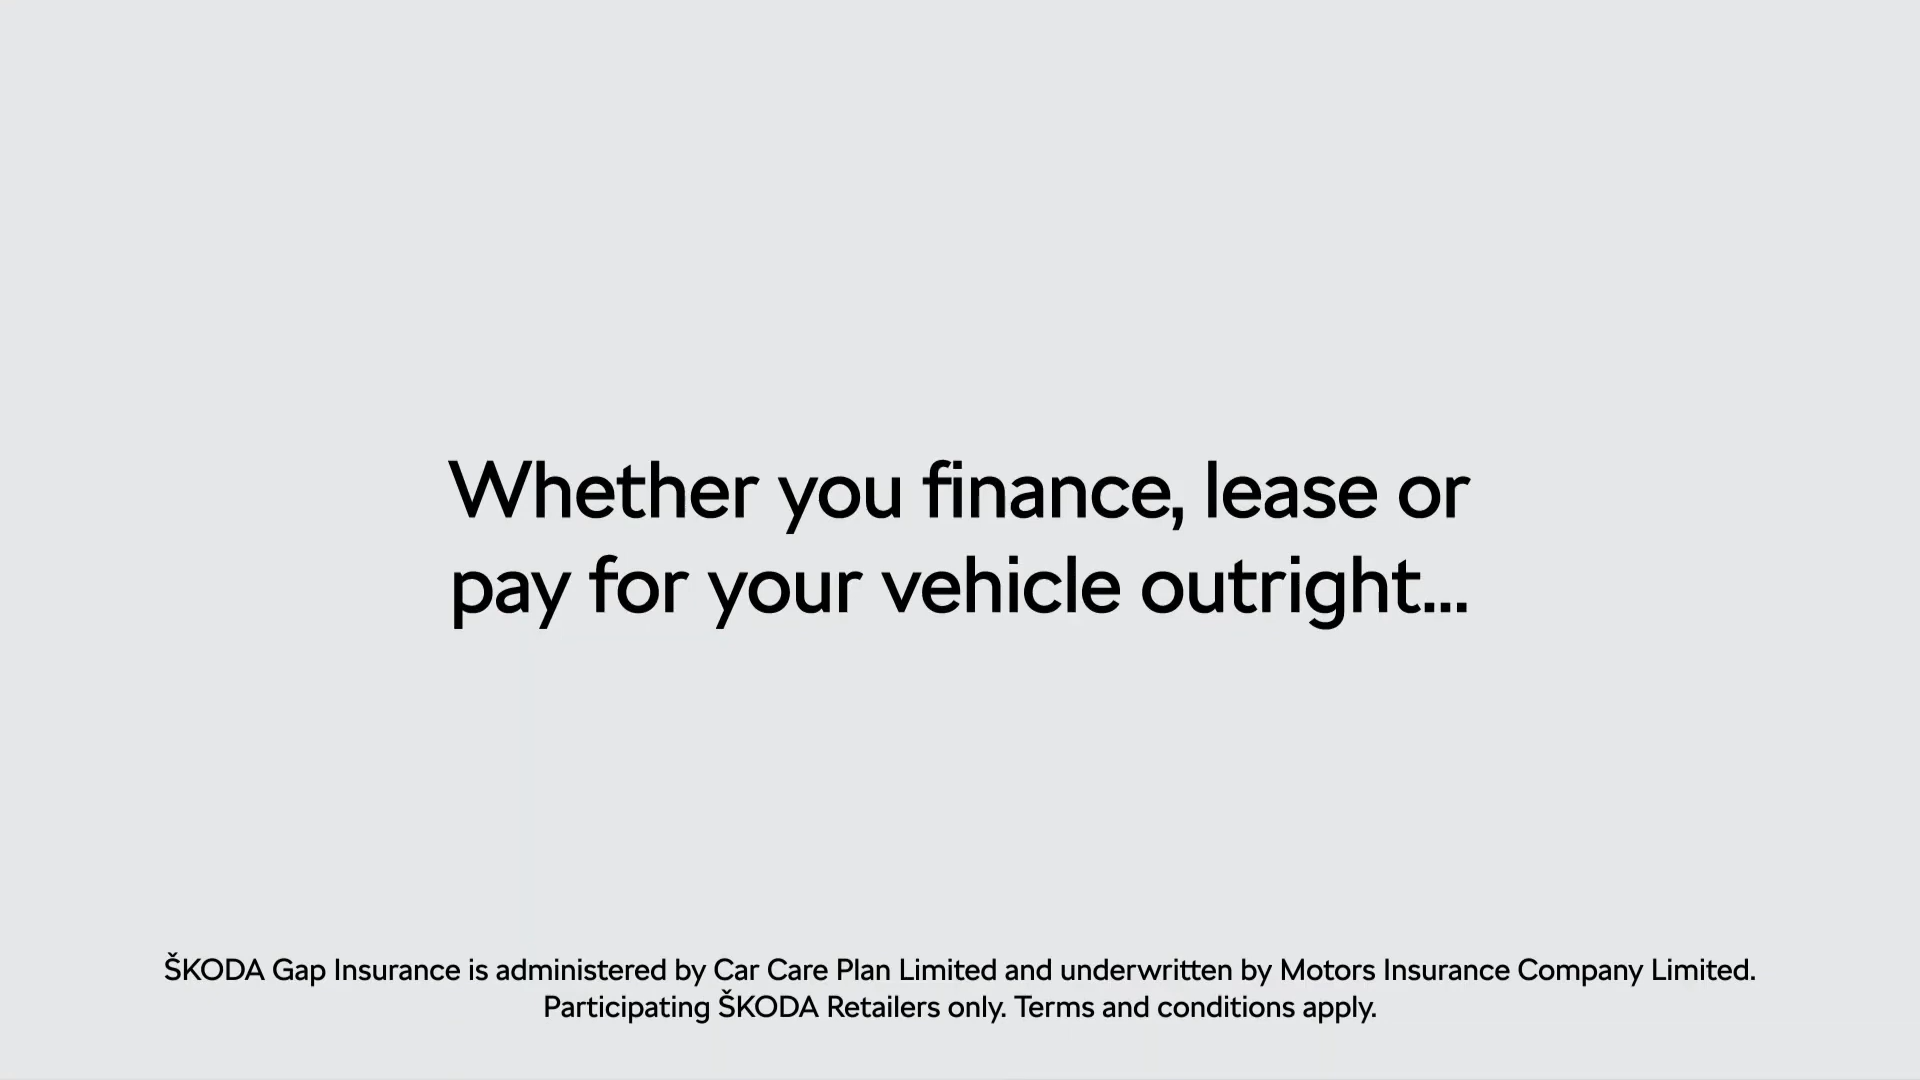 Whether you finance, lease or
pay for your vehicle outright...
ŠKODA Gap Insurance is administered by Car Care Plan Limited and underwritten by Motors Insurance Company Limited.
Participating ŠKODA Retailers only. Terms and conditions apply.